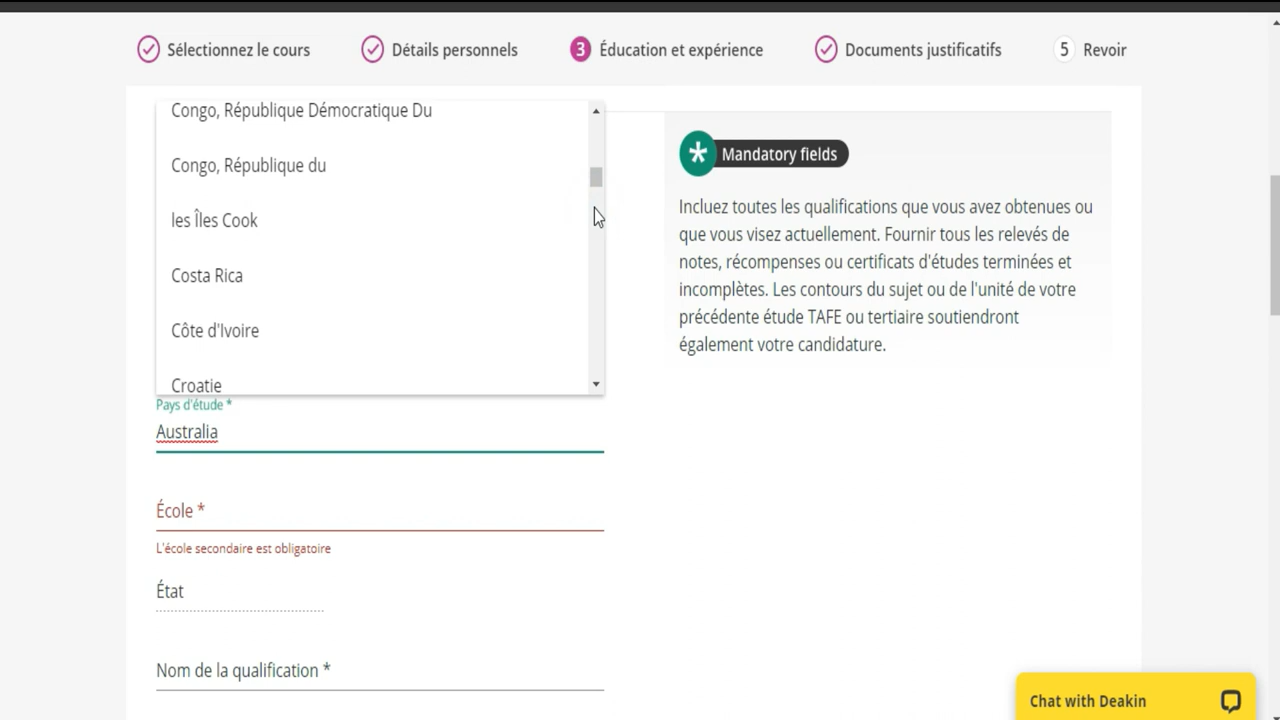 Sélectionnez le cours
Détails personnels
3 Éducation et expérience
Documents justificatifs
5 Revoir
Congo, République Démocratique Du
Congo, République du
les Îles Cook
Costa Rica
Côte d'Ivoire
Croatie
Pays d'étude *
Australia
École *
L'école secondaire est obligatoire
État
Nom de la qualification *
* Mandatory fields
Incluez toutes les qualifications que vous avez obtenues ou
que vous visez actuellement. Fournir tous les relevés de
notes, récompenses ou certificats d'études terminées et
incomplètes. Les contours du sujet ou de l'unité de votre
précédente étude TAFE ou tertiaire soutiendront
également votre candidature.
Chat with Deakin